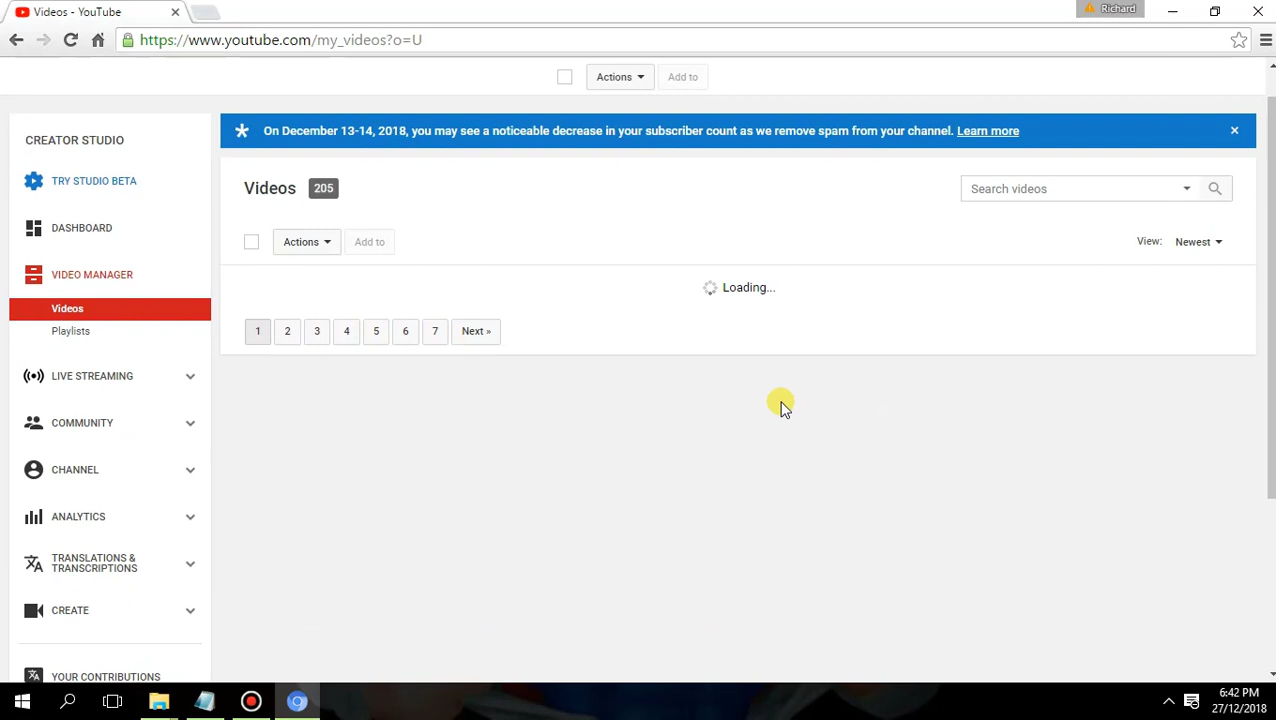 Videos - YouTube
Richard
https://www.youtube.com/my_videos?o=U
Actions
Add to
CREATOR STUDIO
TRY STUDIO BETA
DASHBOARD
VIDEO MANAGER
Videos
Playlists
LIVE STREAMING
COMMUNITY
CHANNEL
ANALYTICS
TRANSLATIONS &
TRANSCRIPTIONS
CREATE
YOUR CONTRIBUTIONS
On December 13-14, 2018, you may see a noticeable decrease in your subscriber count as we remove spam from your channel. Learn more
Videos 205
Search videos
Actions
Add to
View: Newest
Loading...
1 2 3 4 5 6 7 Next »
6:42 PM
27/12/2018